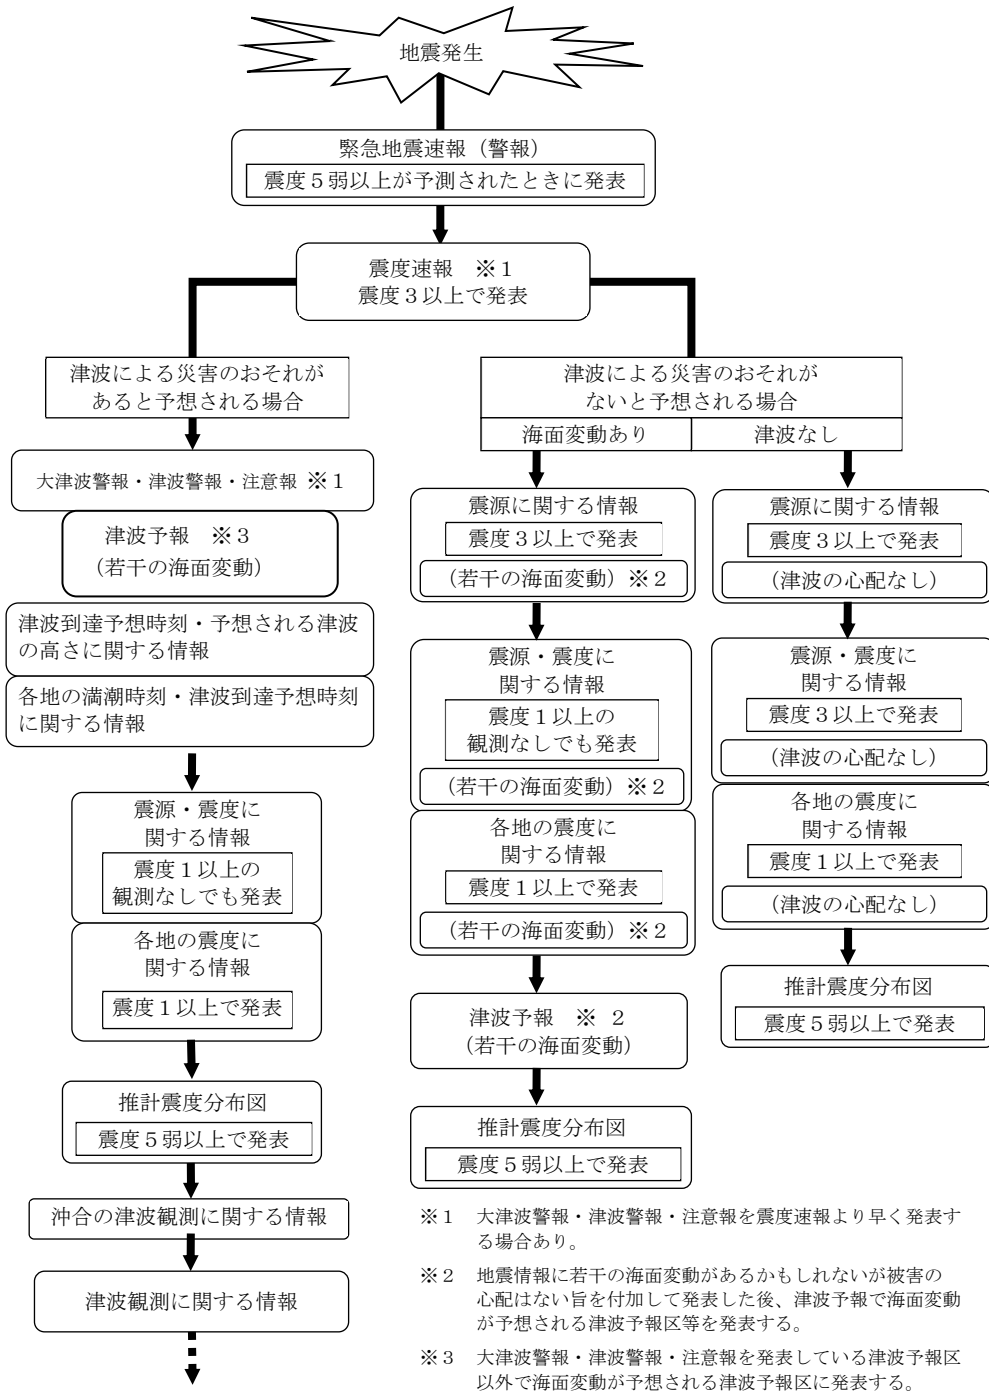 地震発生
緊急地震速報（警報）
震度５弱以上が予測されたときに発表
震度速報　※１
震度３以上で発表
津波による災害のおそれが
あると予想される場合
大津波警報・津波警報・注意報 ※１
津波予報　※３
（若干の海面変動）
津波到達予想時刻・予想される津波
の高さに関する情報
各地の満潮時刻・津波到達予想時刻
に関する情報
震源・震度に
関する情報
震度１以上の
観測なしでも発表
各地の震度に
関する情報
震度１以上で発表
推計震度分布図
震度５弱以上で発表
沖合の津波観測に関する情報
津波観測に関する情報
津波による災害のおそれが
ないと予想される場合
海面変動あり
津波なし
震源に関する情報
震度３以上で発表
（若干の海面変動）※２
震源・震度に
関する情報
震度１以上の
観測なしでも発表
（若干の海面変動）※２
各地の震度に
関する情報
震度１以上で発表
（若干の海面変動）※２
津波予報　※　２
（若干の海面変動）
推計震度分布図
震度５弱以上で発表
震源に関する情報
震度３以上で発表
（津波の心配なし）
震源・震度に
関する情報
震度３以上で発表
（津波の心配なし）
各地の震度に
関する情報
震度１以上で発表
（津波の心配なし）
推計震度分布図
震度５弱以上で発表
※１　大津波警報・津波警報・注意報を震度速報より早く発表す
る場合あり。
※２　地震情報に若干の海面変動があるかもしれないが被害の
心配はない旨を付加して発表した後、津波予報で海面変動
が予想される津波予報区等を発表する。
※３　大津波警報・津波警報・注意報を発表している津波予報区
以外で海面変動が予想される津波予報区に発表する。